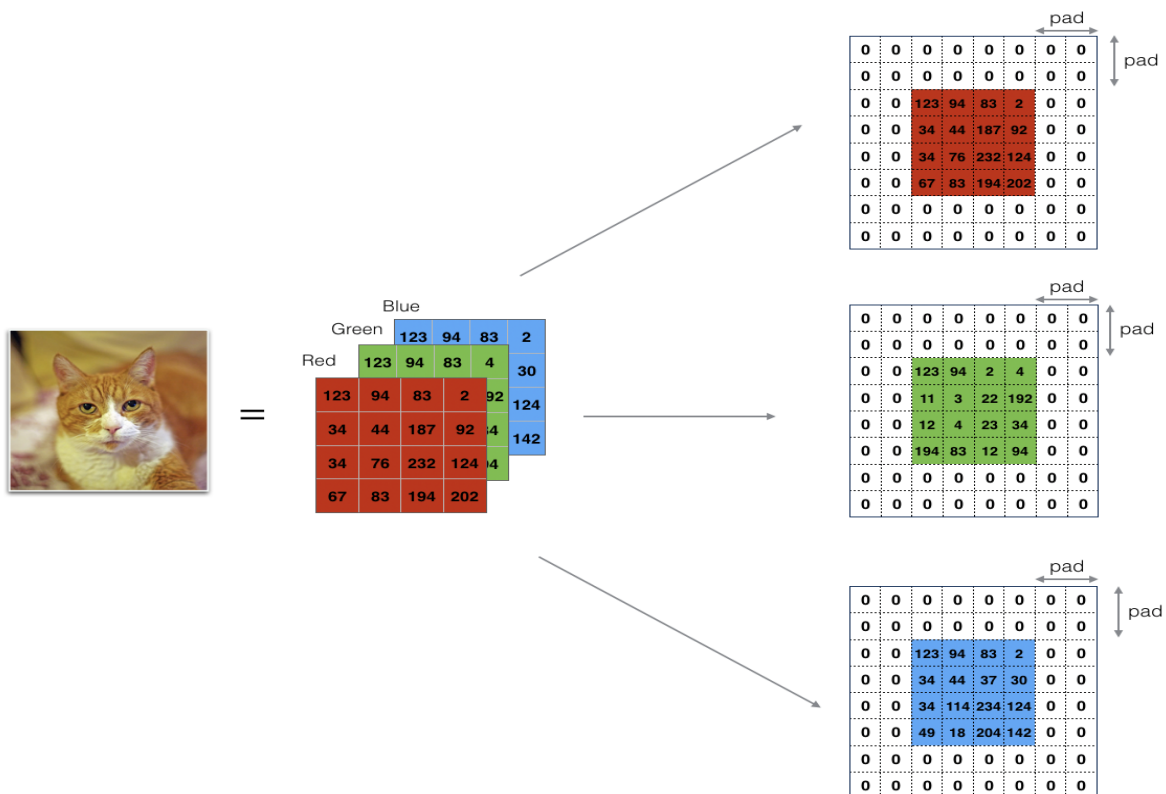 pad
pad
0 0 0 0 0 0 0 0
0 0 0 0 0 0 0 0
0 0 123 94 83 2 0 0
0 0 34 44 187 92 0 0
0 0 34 76 232 124 0 0
0 0 67 83 194 202 0 0
0 0 0 0 0 0 0 0
0 0 0 0 0 0 0 0
Blue
Green
Red
123 94 83 2
30
124
142
123 94 83 4
92
34
94
123 94 83 2
34 44 187 92
34 76 232 124
67 83 194 202
=
pad
pad
0 0 0 0 0 0 0 0
0 0 0 0 0 0 0 0
0 0 123 94 2 4 0 0
0 0 11 3 22 192 0 0
0 0 12 4 23 34 0 0
0 0 194 83 12 94 0 0
0 0 0 0 0 0 0 0
0 0 0 0 0 0 0 0
pad
pad
0 0 0 0 0 0 0 0
0 0 0 0 0 0 0 0
0 0 123 94 83 2 0 0
0 0 34 44 37 30 0 0
0 0 34 114 234 124 0 0
0 0 49 18 204 142 0 0
0 0 0 0 0 0 0 0
0 0 0 0 0 0 0 0